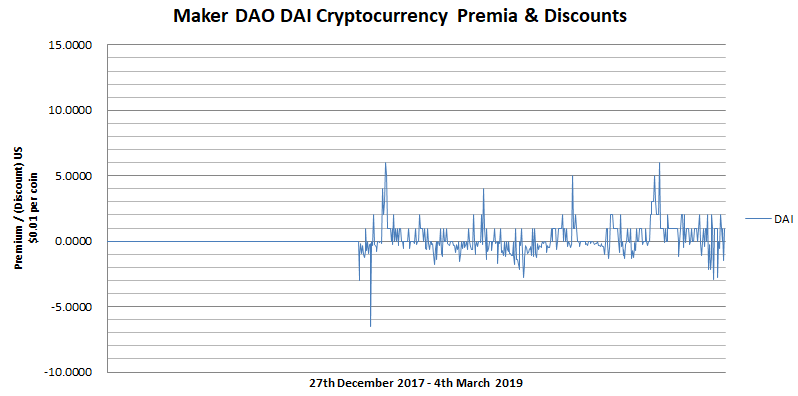 Maker DAO DAI Cryptocurrency Premia & Discounts
15.0000
10.0000
5.0000
0.0000
-5.0000
-10.0000
Premium / (Discount) US
$0.01 per coin
DAI
27th December 2017 - 4th March 2019